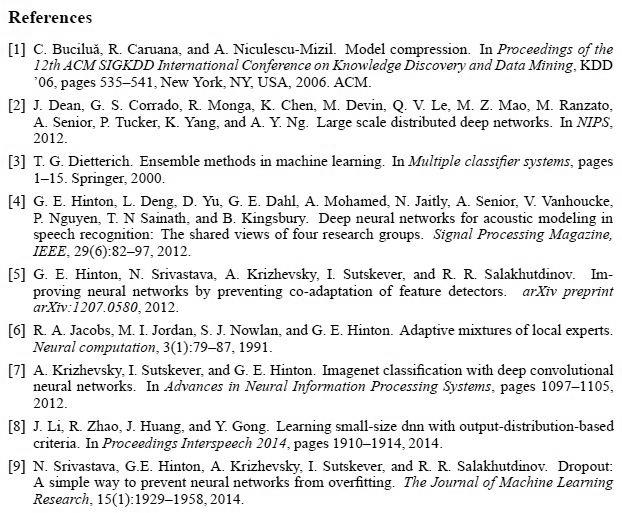 References
[1] C. Buciluǎ, R. Caruana, and A. Niculescu-Mizil. Model compression. In Proceedings of the
12th ACM SIGKDD International Conference on Knowledge Discovery and Data Mining, KDD
’06, pages 535–541, New York, NY, USA, 2006. ACM.
[2] J. Dean, G. S. Corrado, R. Monga, K. Chen, M. Devin, Q. V. Le, M. Z. Mao, M. Ranzato,
A. Senior, P. Tucker, K. Yang, and A. Y. Ng. Large scale distributed deep networks. In NIPS,
2012.
[3] T. G. Dietterich. Ensemble methods in machine learning. In Multiple classifier systems, pages
1–15. Springer, 2000.
[4] G. E. Hinton, L. Deng, D. Yu, G. E. Dahl, A. Mohamed, N. Jaitly, A. Senior, V. Vanhoucke,
P. Nguyen, T. N Sainath, and B. Kingsbury. Deep neural networks for acoustic modeling in
speech recognition: The shared views of four research groups. Signal Processing Magazine,
IEEE, 29(6):82–97, 2012.
[5] G. E. Hinton, N. Srivastava, A. Krizhevsky, I. Sutskever, and R. R. Salakhutdinov. Im-
proving neural networks by preventing co-adaptation of feature detectors. arXiv preprint
arXiv:1207.0580, 2012.
[6] R. A. Jacobs, M. I. Jordan, S. J. Nowlan, and G. E. Hinton. Adaptive mixtures of local experts.
Neural computation, 3(1):79–87, 1991.
[7] A. Krizhevsky, I. Sutskever, and G. E. Hinton. Imagenet classification with deep convolutional
neural networks. In Advances in Neural Information Processing Systems, pages 1097–1105,
2012.
[8] J. Li, R. Zhao, J. Huang, and Y. Gong. Learning small-size dnn with output-distribution-based
criteria. In Proceedings Interspeech 2014, pages 1910–1914, 2014.
[9] N. Srivastava, G.E. Hinton, A. Krizhevsky, I. Sutskever, and R. R. Salakhutdinov. Dropout:
A simple way to prevent neural networks from overfitting. The Journal of Machine Learning
Research, 15(1):1929–1958, 2014.